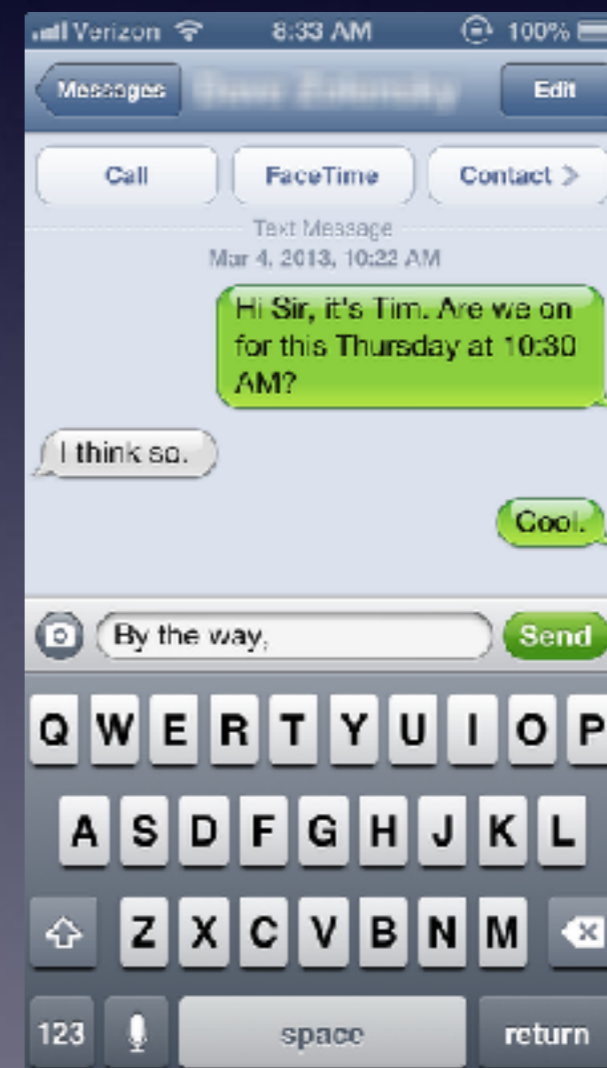 Verizon 8:33 AM 100%
Messages Edit
Call FaceTime Contact >
Text Message
Mar 4, 2013, 10:22 AM
Hi Sir, it's Tim. Are we on
for this Thursday at 10:30
AM?
I think so.
Cool.
By the way, Send
Q W E R T Y U I O P
A S D F G H J K L
Z X C V B N M
123 space return